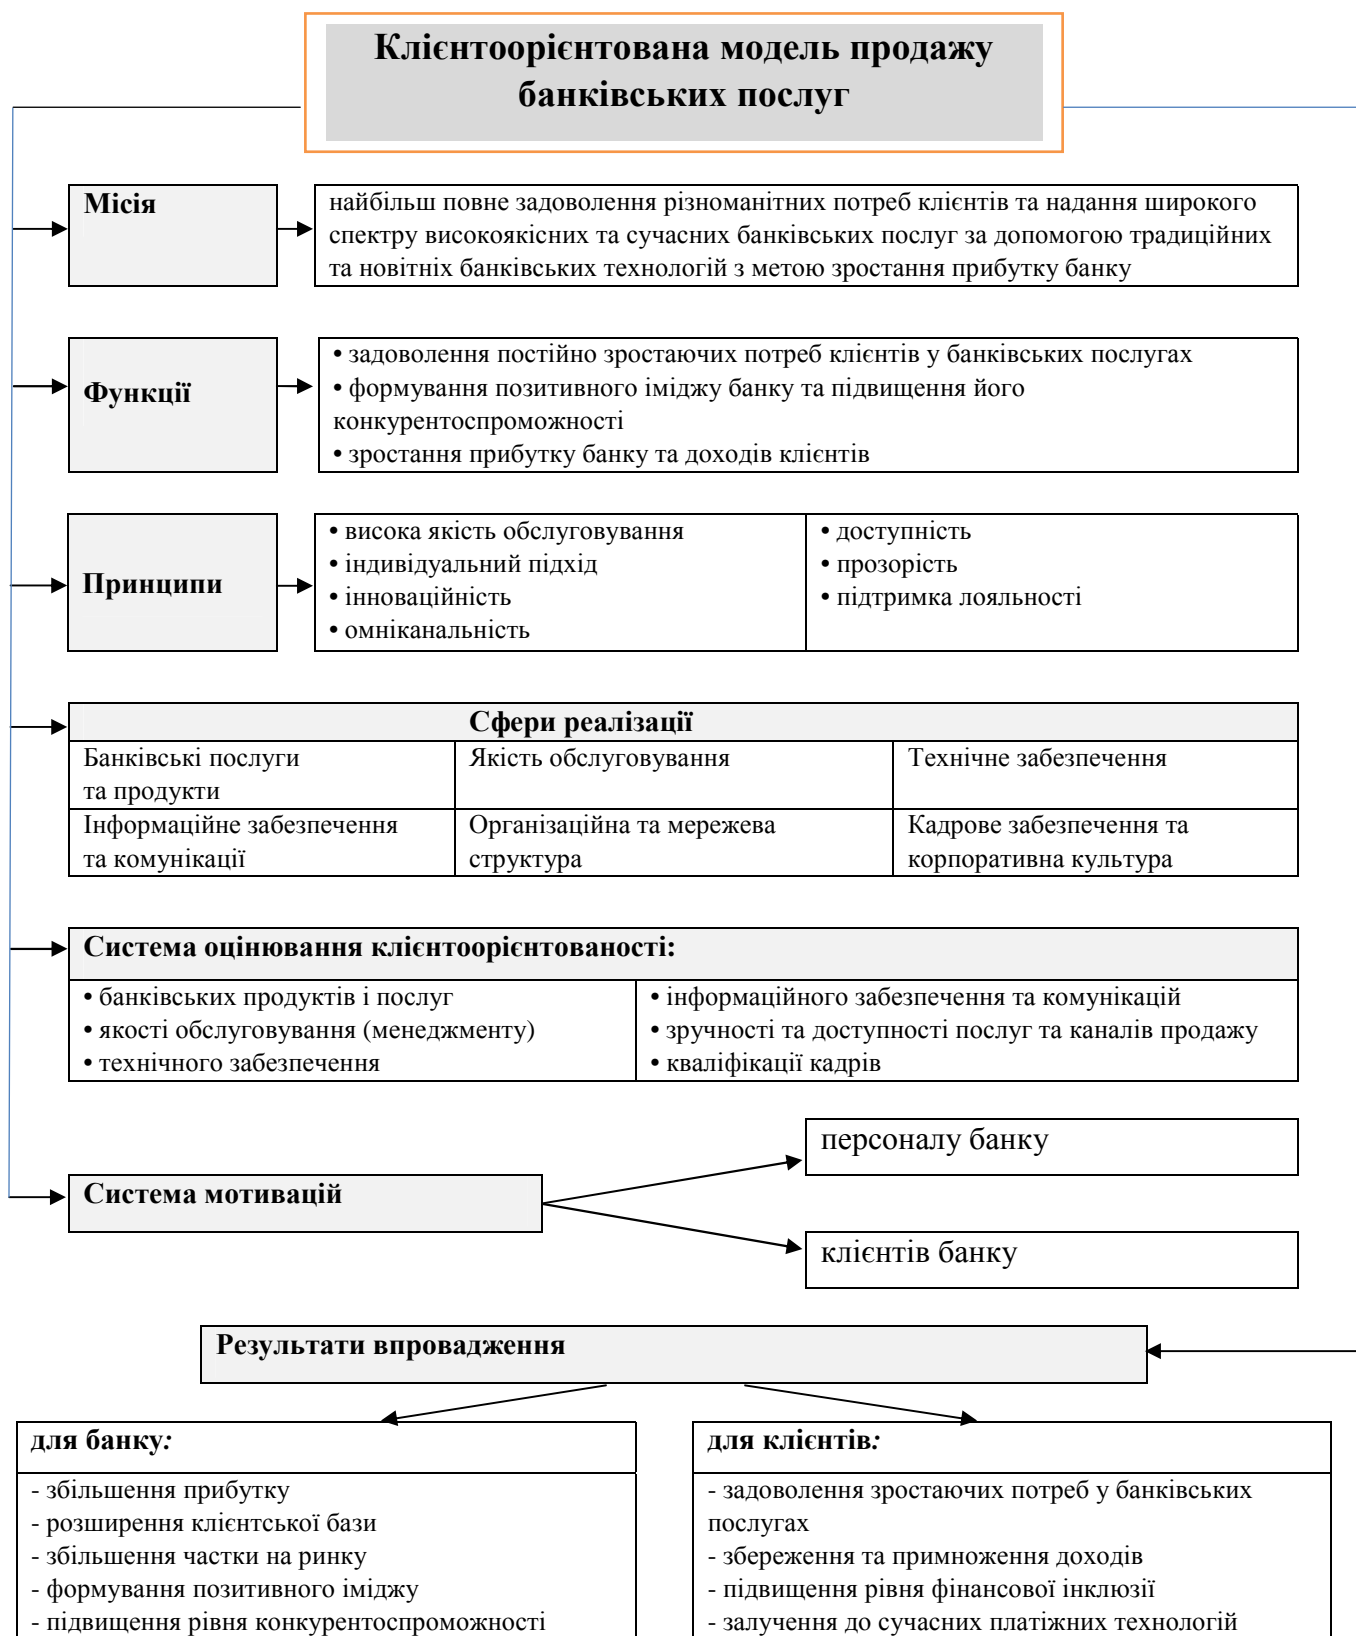 Клієнтоорієнтована модель продажу
банківських послуг
Місія
найбільш повне задоволення різноманітних потреб клієнтів та надання широкого
спектру високоякісних та сучасних банківських послуг за допомогою традиційних
та новітніх банківських технологій з метою зростання прибутку банку
Функції
• задоволення постійно зростаючих потреб клієнтів у банківських послугах
• формування позитивного іміджу банку та підвищення його
конкурентоспроможності
• зростання прибутку банку та доходів клієнтів
Принципи
• висока якість обслуговування
• індивідуальний підхід
• інноваційність
• омніканальність
• доступність
• прозорість
• підтримка лояльності
Сфери реалізації
Банківські послуги
та продукти
Якість обслуговування
Технічне забезпечення
Інформаційне забезпечення
та комунікації
Організаційна та мережева
структура
Кадрове забезпечення та
корпоративна культура
Система оцінювання клієнтоорієнтованості:
• банківських продуктів і послуг
• якості обслуговування (менеджменту)
• технічного забезпечення
• інформаційного забезпечення та комунікацій
• зручності та доступності послуг та каналів продажу
• кваліфікації кадрів
Система мотивацій
персоналу банку
клієнтів банку
Результати впровадження
для банку:
- збільшення прибутку
- розширення клієнтської бази
- збільшення частки на ринку
- формування позитивного іміджу
- підвищення рівня конкурентоспроможності
для клієнтів:
- задоволення зростаючих потреб у банківських
послугах
- збереження та примноження доходів
- підвищення рівня фінансової інклюзії
- залучення до сучасних платіжних технологій